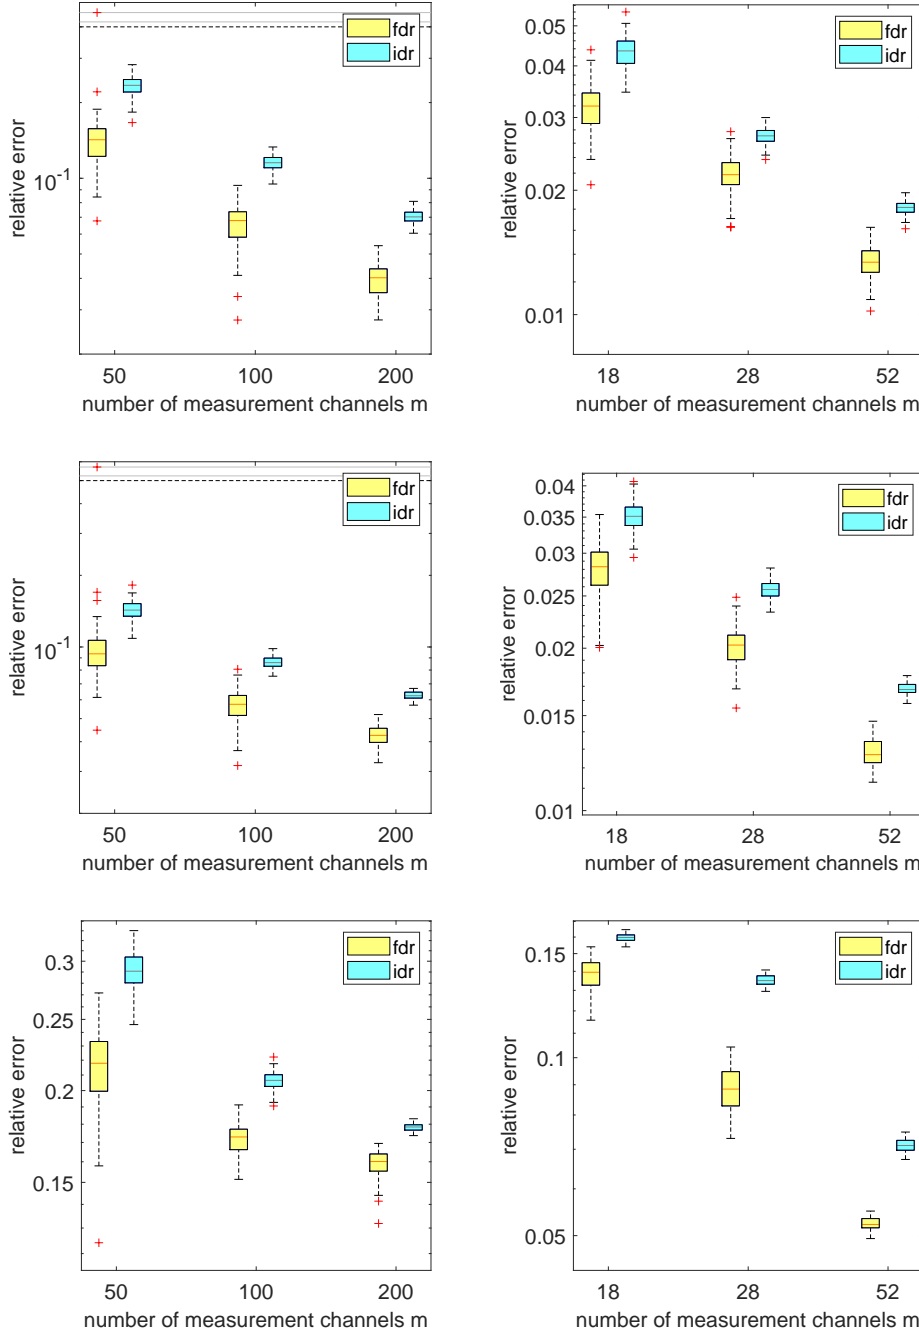 fdr
idr
10^-1
relative error
50 100 200
number of measurement channels m
fdr
idr
0.05
0.04
0.03
0.02
0.01
relative error
18 28 52
number of measurement channels m
fdr
idr
10^-1
relative error
50 100 200
number of measurement channels m
fdr
idr
0.04
0.035
0.03
0.025
0.02
0.015
0.01
relative error
18 28 52
number of measurement channels m
fdr
idr
0.3
0.25
0.2
0.15
relative error
50 100 200
number of measurement channels m
fdr
idr
0.15
0.1
0.05
relative error
18 28 52
number of measurement channels m